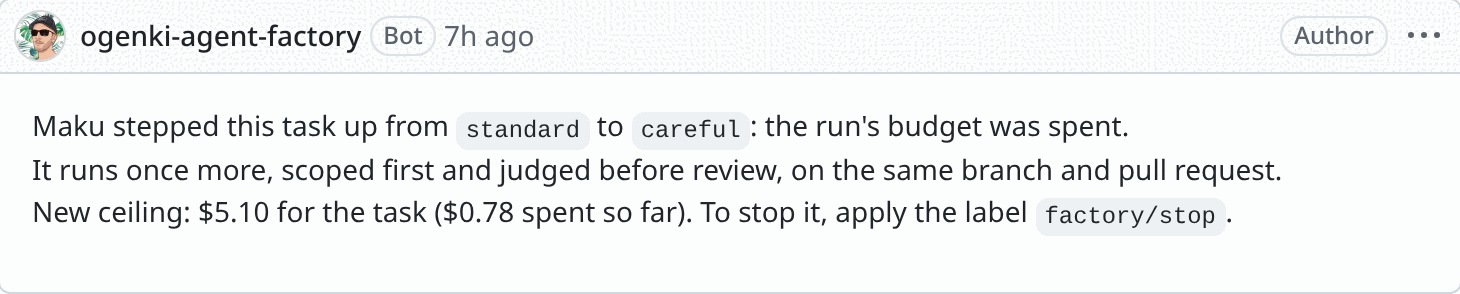 ogenki-agent-factory Bot 7h ago Author
Maku stepped this task up from standard to careful: the run's budget was spent.
It runs once more, scoped first and judged before review, on the same branch and pull request.
New ceiling: $5.10 for the task ($0.78 spent so far). To stop it, apply the label factory/stop.